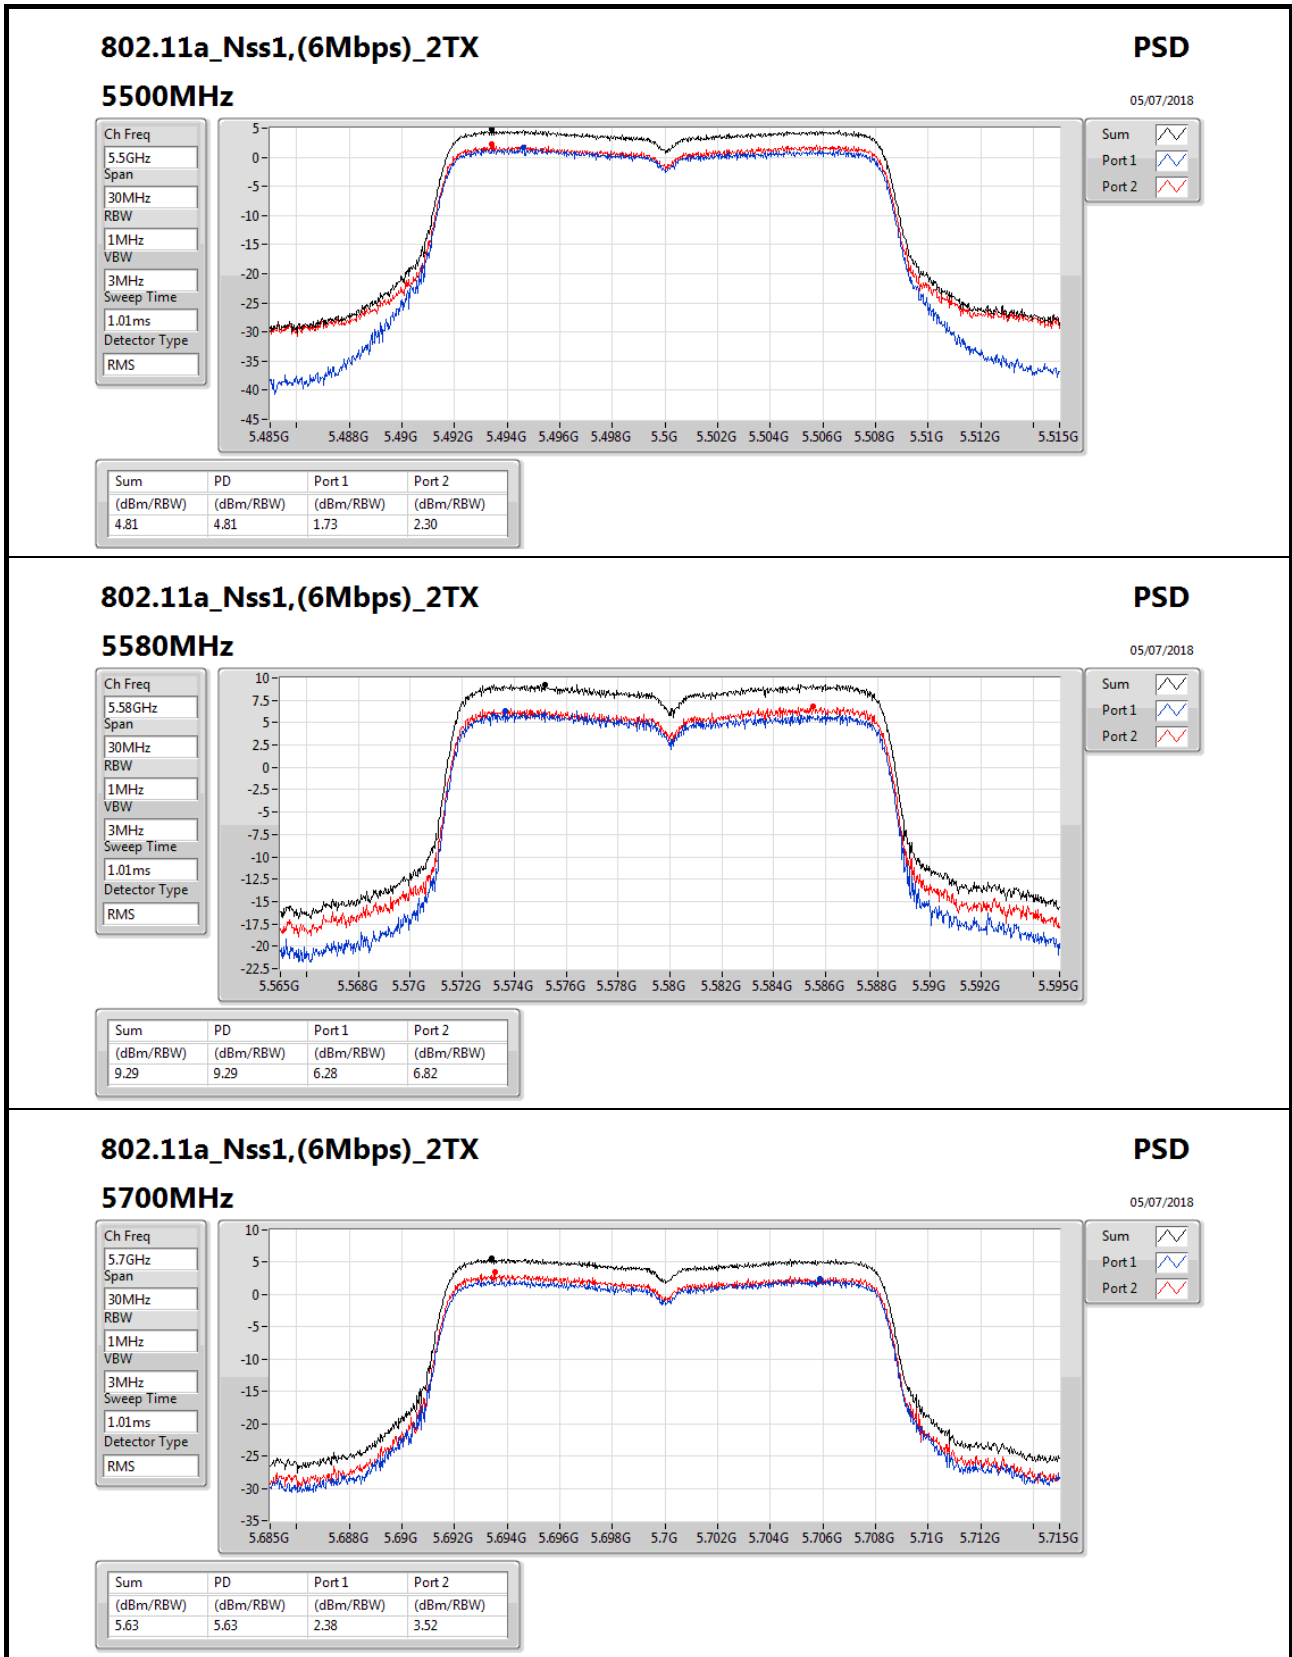 802.11a_Nss1,(6Mbps)_2TX PSD
5500MHz 05/07/2018
Ch Freq
5.5GHz
Span
30MHz
RBW
1MHz
VBW
3MHz
Sweep Time
1.01ms
Detector Type
RMS
5
0
-5
-10
-15
-20
-25
-30
-35
-40
-45
5.485G 5.488G 5.49G 5.492G 5.494G 5.496G 5.498G 5.5G 5.502G 5.504G 5.506G 5.508G 5.51G 5.512G 5.515G
Sum
Port 1
Port 2
Sum PD Port 1 Port 2
(dBm/RBW) (dBm/RBW) (dBm/RBW) (dBm/RBW)
4.81 4.81 1.73 2.30
802.11a_Nss1,(6Mbps)_2TX PSD
5580MHz 05/07/2018
Ch Freq
5.58GHz
Span
30MHz
RBW
1MHz
VBW
3MHz
Sweep Time
1.01ms
Detector Type
RMS
10
7.5
5
2.5
0
-2.5
-5
-7.5
-10
-12.5
-15
-17.5
-20
-22.5
5.565G 5.568G 5.57G 5.572G 5.574G 5.576G 5.578G 5.58G 5.582G 5.584G 5.586G 5.588G 5.59G 5.592G 5.595G
Sum
Port 1
Port 2
Sum PD Port 1 Port 2
(dBm/RBW) (dBm/RBW) (dBm/RBW) (dBm/RBW)
9.29 9.29 6.28 6.82
802.11a_Nss1,(6Mbps)_2TX PSD
5700MHz 05/07/2018
Ch Freq
5.7GHz
Span
30MHz
RBW
1MHz
VBW
3MHz
Sweep Time
1.01ms
Detector Type
RMS
10
5
0
-5
-10
-15
-20
-25
-30
-35
5.685G 5.688G 5.69G 5.692G 5.694G 5.696G 5.698G 5.7G 5.702G 5.704G 5.706G 5.708G 5.71G 5.712G 5.715G
Sum
Port 1
Port 2
Sum PD Port 1 Port 2
(dBm/RBW) (dBm/RBW) (dBm/RBW) (dBm/RBW)
5.63 5.63 2.38 3.52